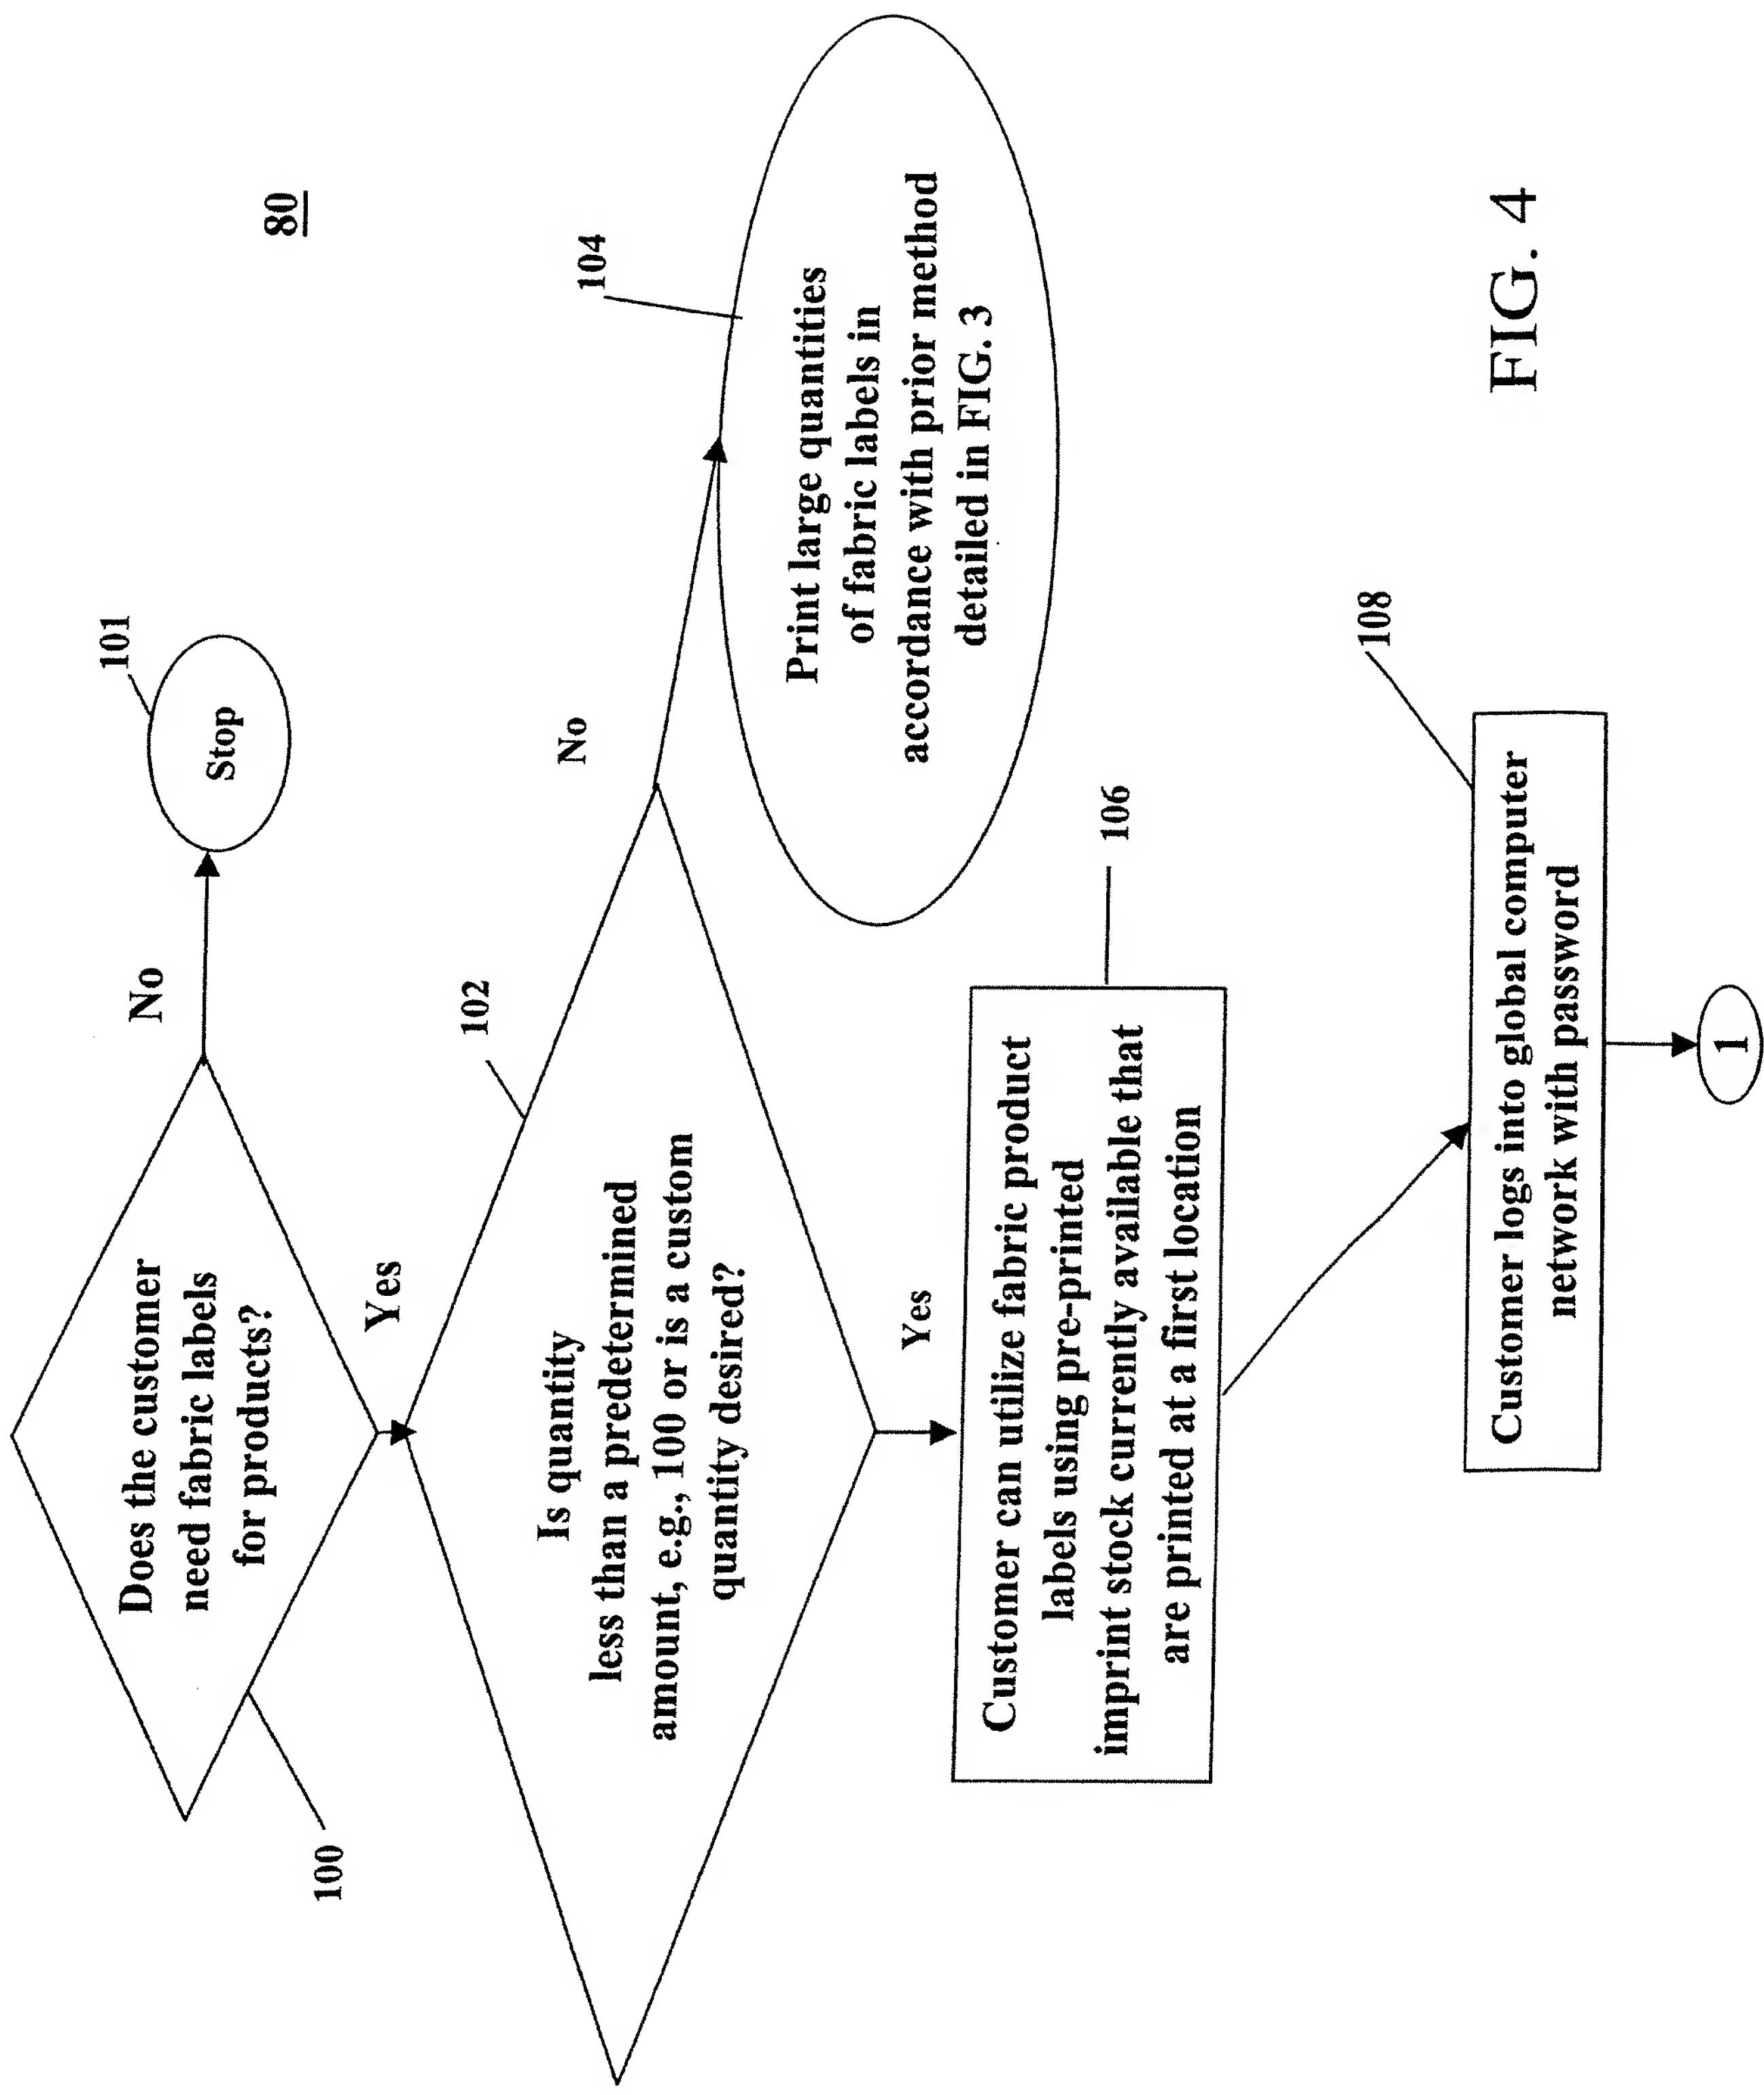 80
Does the customer
need fabric labels
for products?
100
No
Stop
101
Yes
Is quantity
less than a predetermined
amount, e.g., 100 or is a custom
quantity desired?
102
No
Print large quantities
of fabric labels in
accordance with prior method
detailed in FIG. 3
104
Yes
Customer can utilize fabric product
labels using pre-printed
imprint stock currently available that
are printed at a first location
106
Customer logs into global computer
network with password
108
1
FIG. 4